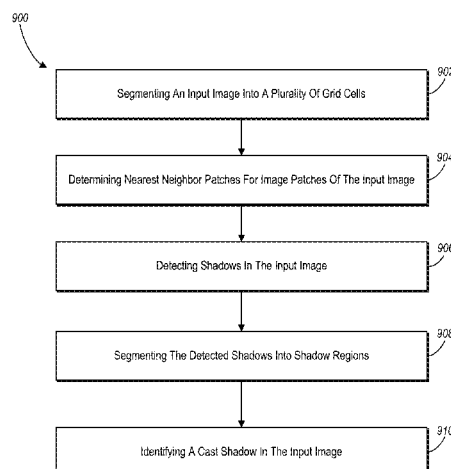 900
902
Segmenting An Input Image Into A Plurality Of Grid Cells
904
Determining Nearest Neighbor Patches For Image Patches Of The Input Image
906
Detecting Shadows In The Input Image
908
Segmenting The Detected Shadows Into Shadow Regions
910
Identifying A Cast Shadow In The Input Image